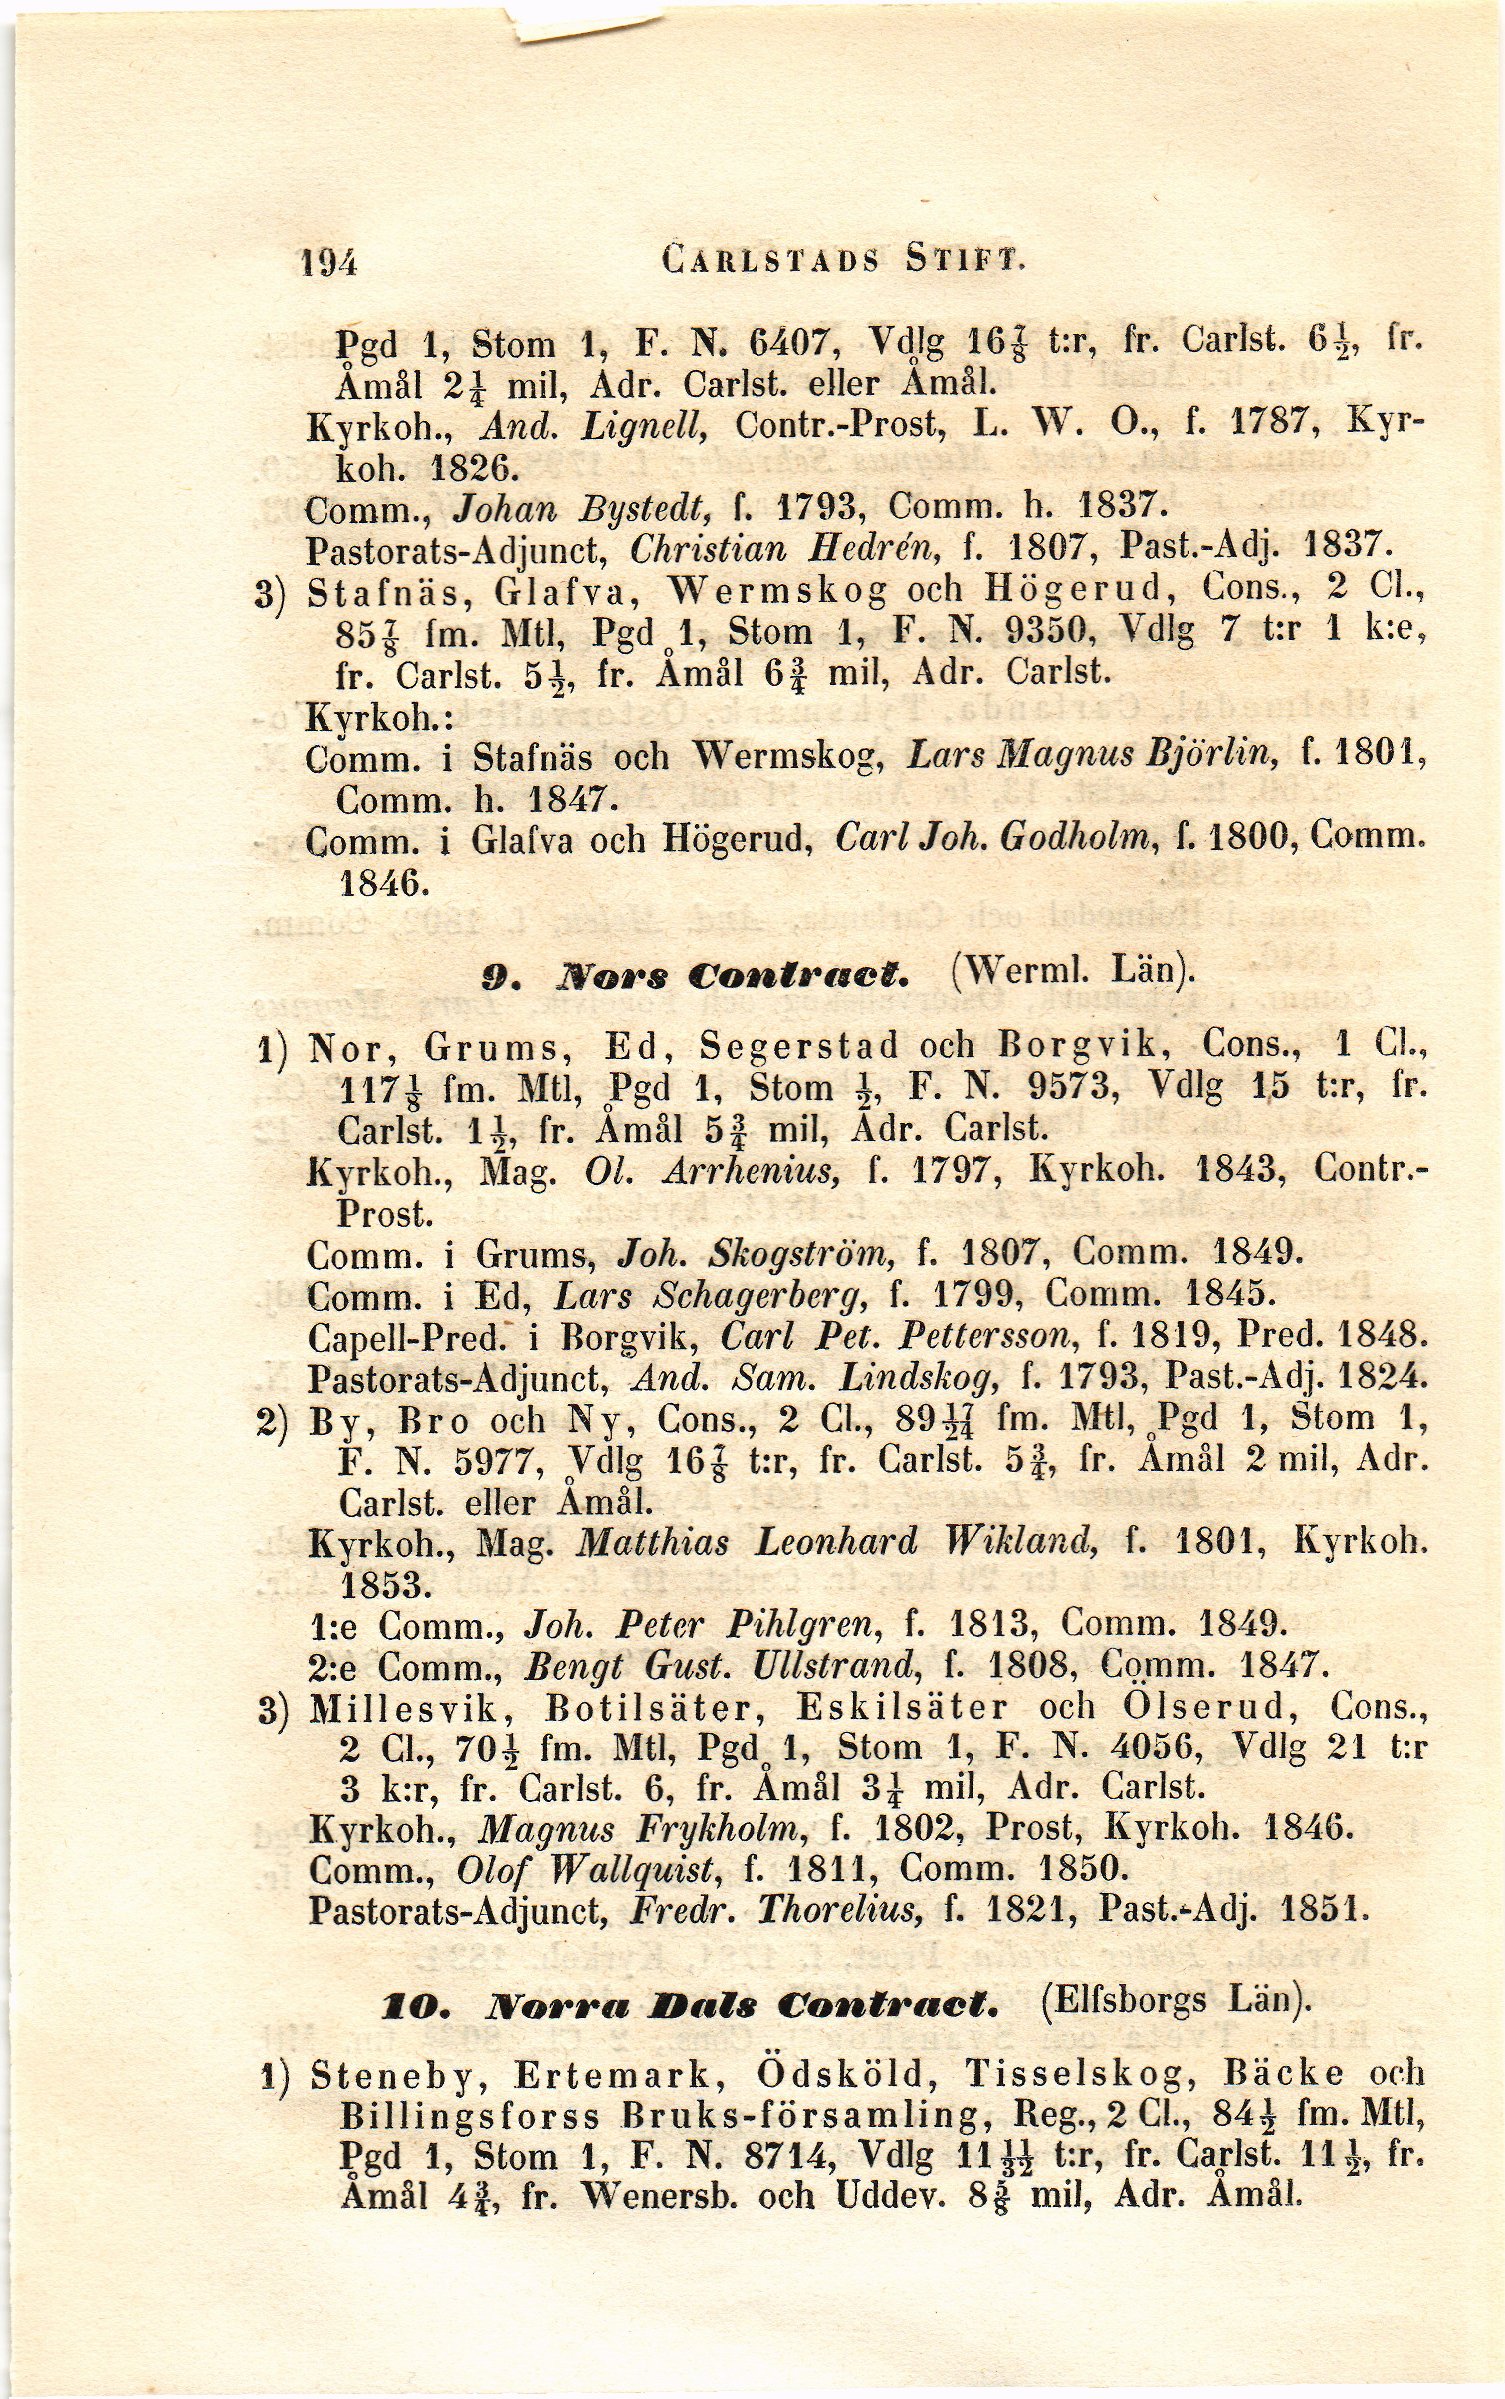 194 CARLSTADS STIFT.
Pgd 1, Stom 1, F. N. 6407, Vdlg 16⅞ t:r, fr. Carlst. 6½, fr.
Åmål 2¼ mil, Adr. Carlst. eller Åmål.
Kyrkoh., And. Lignell, Contr.-Prost, L. W. O., f. 1787, Kyr-
koh. 1826.
Comm., Johan Bystedt, f. 1793, Comm. h. 1837.
Pastorats-Adjunct, Christian Hedrén, f. 1807, Past.-Adj. 1837.
3) Stafnäs, Glafva, Wermskog och Högerud, Cons., 2 Cl.,
85⅞ fm. Mtl, Pgd 1, Stom 1, F. N. 9350, Vdlg 7 t:r 1 k:e,
fr. Carlst. 5½, fr. Åmål 6¾ mil, Adr. Carlst.
Kyrkoh.:
Comm. i Stafnäs och Wermskog, Lars Magnus Björlin, f. 1801,
Comm. h. 1847.
Comm. i Glafva och Högerud, Carl Joh. Godholm, f. 1800, Comm.
1846.
9. Nors Contract. (Werml. Län).
1) Nor, Grums, Ed, Segerstad och Borgvik, Cons., 1 Cl.,
117⅛ fm. Mtl, Pgd 1, Stom ½, F. N. 9573, Vdlg 15 t:r, fr.
Carlst. 1½, fr. Åmål 5¾ mil, Adr. Carlst.
Kyrkoh., Mag. Ol. Arrhenius, f. 1797, Kyrkoh. 1843, Contr.-
Prost.
Comm. i Grums, Joh. Skogström, f. 1807, Comm. 1849.
Comm. i Ed, Lars Schagerberg, f. 1799, Comm. 1845.
Capell-Pred. i Borgvik, Carl Pet. Pettersson, f. 1819, Pred. 1848.
Pastorats-Adjunct, And. Sam. Lindskog, f. 1793, Past.-Adj. 1824.
2) By, Bro och Ny, Cons., 2 Cl., 89 17/24 fm. Mtl, Pgd 1, Stom 1,
F. N. 5977, Vdlg 16⅞ t:r, fr. Carlst. 5¾, fr. Åmål 2 mil, Adr.
Carlst. eller Åmål.
Kyrkoh., Mag. Matthias Leonhard Wikland, f. 1801, Kyrkoh.
1853.
1:e Comm., Joh. Peter Pihlgren, f. 1813, Comm. 1849.
2:e Comm., Bengt Gust. Ullstrand, f. 1808, Comm. 1847.
3) Millesvik, Botilsäter, Eskilsäter och Ölserud, Cons.,
2 Cl., 70½ fm. Mtl, Pgd 1, Stom 1, F. N. 4056, Vdlg 21 t:r
3 k:r, fr. Carlst. 6, fr. Åmål 3¼ mil, Adr. Carlst.
Kyrkoh., Magnus Frykholm, f. 1802, Prost, Kyrkoh. 1846.
Comm., Olof Wallquist, f. 1811, Comm. 1850.
Pastorats-Adjunct, Fredr. Thorelius, f. 1821, Past.-Adj. 1851.
10. Norra Dals Contract. (Elfsborgs Län).
1) Steneby, Ertemark, Ödsköld, Tisselskog, Bäcke och
Billingsforss Bruks-församling, Reg., 2 Cl., 84½ fm. Mtl,
Pgd 1, Stom 1, F. N. 8714, Vdlg 11 11/32 t:r, fr. Carlst. 11½, fr.
Åmål 4¾, fr. Wenersb. och Uddev. 8⅝ mil, Adr. Åmål.